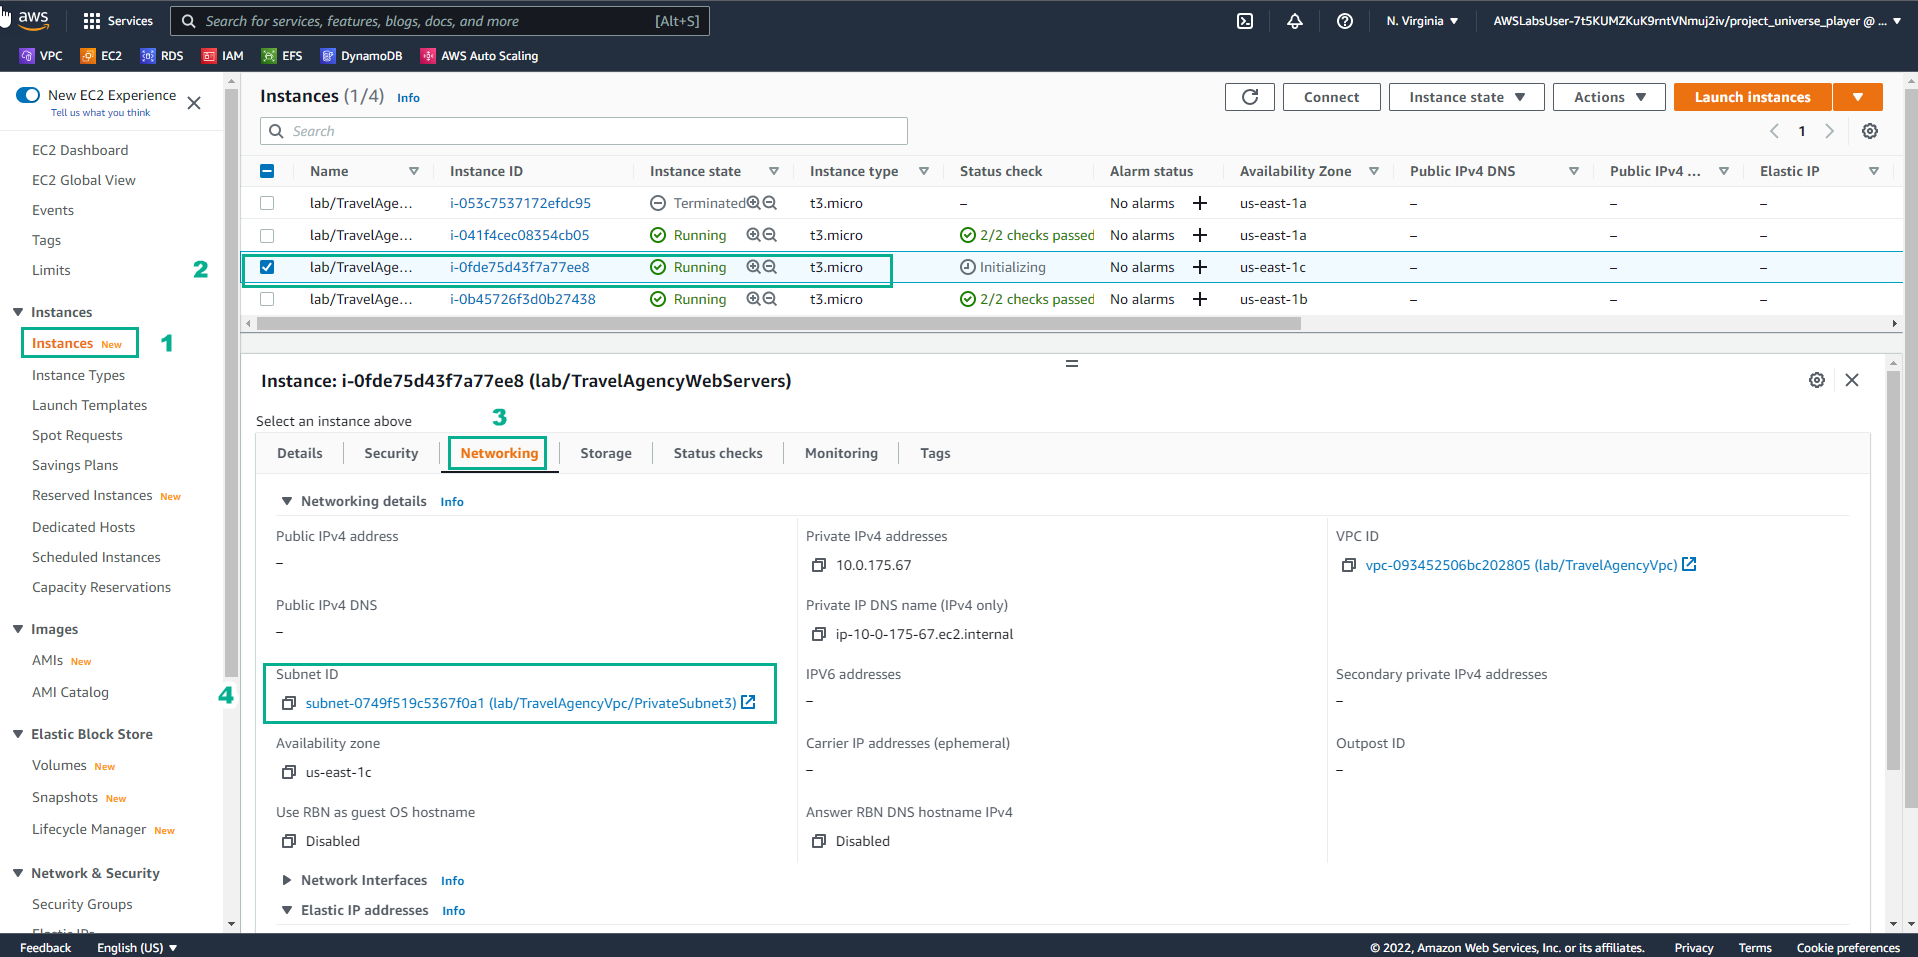 aws Services Search for services, features, blogs, docs, and more [Alt+S] N. Virginia AWSLabsUser-7t5KUMZKuK9rntVNmuj2iv/project_universe_player @ ...
VPC EC2 RDS IAM EFS DynamoDB AWS Auto Scaling
New EC2 Experience
Tell us what you think
EC2 Dashboard
EC2 Global View
Events
Tags
Limits
2
Instances
Instances New
1
Instance Types
Launch Templates
Spot Requests
Savings Plans
Reserved Instances New
Dedicated Hosts
Scheduled Instances
Capacity Reservations
Images
AMIs New
AMI Catalog
4
Elastic Block Store
Volumes New
Snapshots New
Lifecycle Manager New
Network & Security
Security Groups
Elastic IPs
Instances (1/4) Info
Connect Instance state Actions Launch instances
Search
1
Name Instance ID Instance state Instance type Status check Alarm status Availability Zone Public IPv4 DNS Public IPv4 ... Elastic IP
lab/TravelAge... i-053c7537172efdc95 Terminated t3.micro – No alarms us-east-1a – – –
lab/TravelAge... i-041f4cec08354cb05 Running t3.micro 2/2 checks passed No alarms us-east-1a – – –
lab/TravelAge... i-0fde75d43f7a77ee8 Running t3.micro Initializing No alarms us-east-1c – – –
lab/TravelAge... i-0b45726f3d0b27438 Running t3.micro 2/2 checks passed No alarms us-east-1b – – –
Instance: i-0fde75d43f7a77ee8 (lab/TravelAgencyWebServers)
Select an instance above
3
Details Security Networking Storage Status checks Monitoring Tags
Networking details Info
Public IPv4 address Private IPv4 addresses VPC ID
– 10.0.175.67 vpc-093452506bc202805 (lab/TravelAgencyVpc)
Public IPv4 DNS Private IP DNS name (IPv4 only)
– ip-10-0-175-67.ec2.internal
Subnet ID IPV6 addresses Secondary private IPv4 addresses
subnet-0749f519c5367f0a1 (lab/TravelAgencyVpc/PrivateSubnet3) – –
Availability zone Carrier IP addresses (ephemeral) Outpost ID
us-east-1c – –
Use RBN as guest OS hostname Answer RBN DNS hostname IPv4
Disabled Disabled
Network Interfaces Info
Elastic IP addresses Info
Feedback English (US) © 2022, Amazon Web Services, Inc. or its affiliates. Privacy Terms Cookie preferences